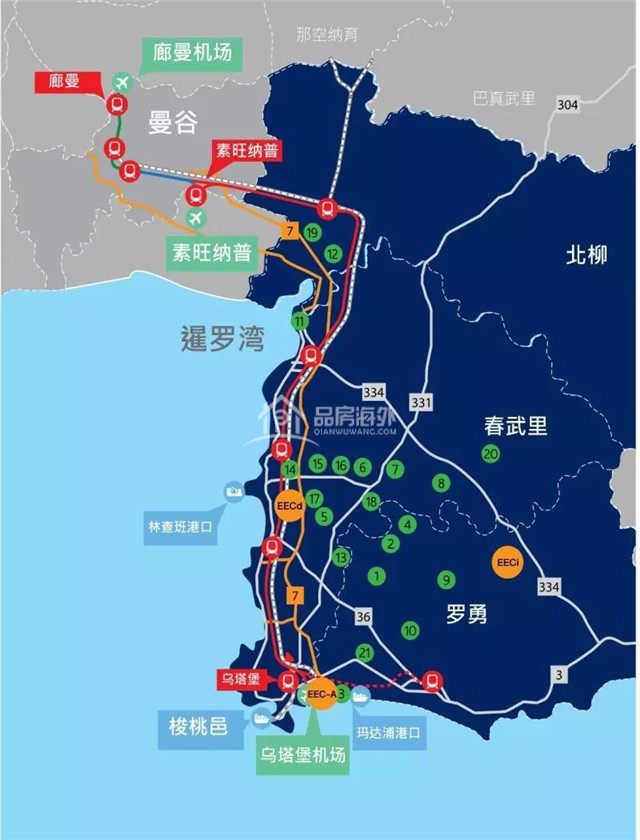 那空纳育
廊曼机场
廊曼
巴真武里
304
曼谷
素旺纳普
7
19
12
素旺纳普
北柳
11
暹罗湾
334
331
品房海外
QIANWUWANG.COM
春武里
20
14
15
16
6
7
8
EECd
17
5
18
林查班港口
4
2
13
EECi
1
9
334
7
36
罗勇
10
21
3
乌塔堡
EEC-A
3
梭桃邑
玛达浦港口
乌塔堡机场